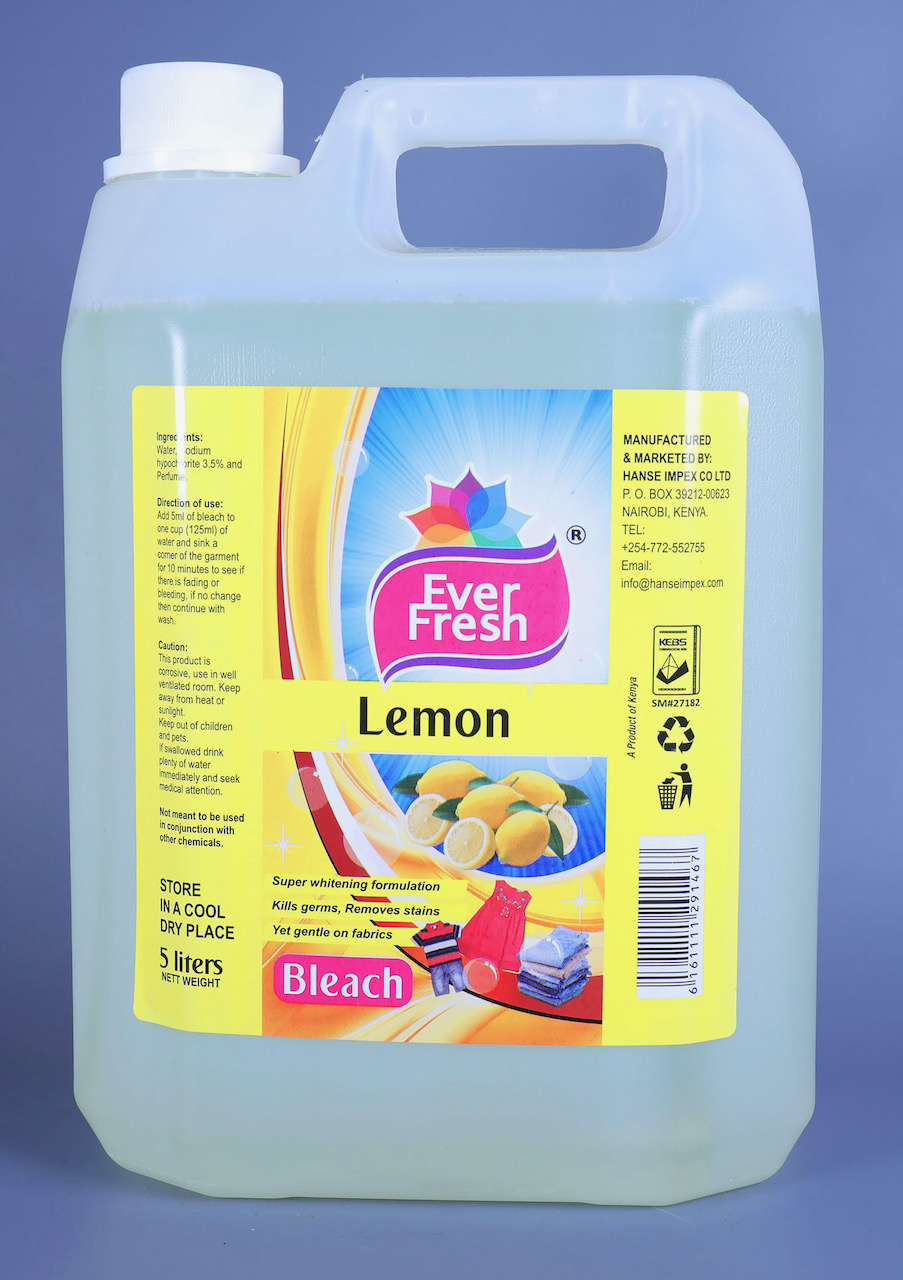 Ingredients:
Water, Sodium
hypochlorite 3.5% and
Perfume.
Direction of use:
Add 5ml of bleach to
one cup (125ml) of
water and sink a
corner of the garment
for 10 minutes to see if
there is fading or
bleeding, if no change
then continue with
wash.
Caution:
This product is
corrosive, use in well
ventilated room. Keep
away from heat or
sunlight.
Keep out of children
and pets.
If swallowed drink
plenty of water
immediately and seek
medical attention.
Not meant to be used
in conjunction with
other chemicals.
STORE
IN A COOL
DRY PLACE
5 liters
NETT WEIGHT
®
Ever
Fresh
Lemon
Super whitening formulation
Kills germs, Removes stains
Yet gentle on fabrics
Bleach
MANUFACTURED
& MARKETED BY:
HANSE IMPEX CO LTD
P. O. BOX 39212-00623
NAIROBI, KENYA.
TEL:
+254-772-552755
Email:
info@hanseimpex.com
KEBS
SM#27182
A Product of Kenya
6161111291467